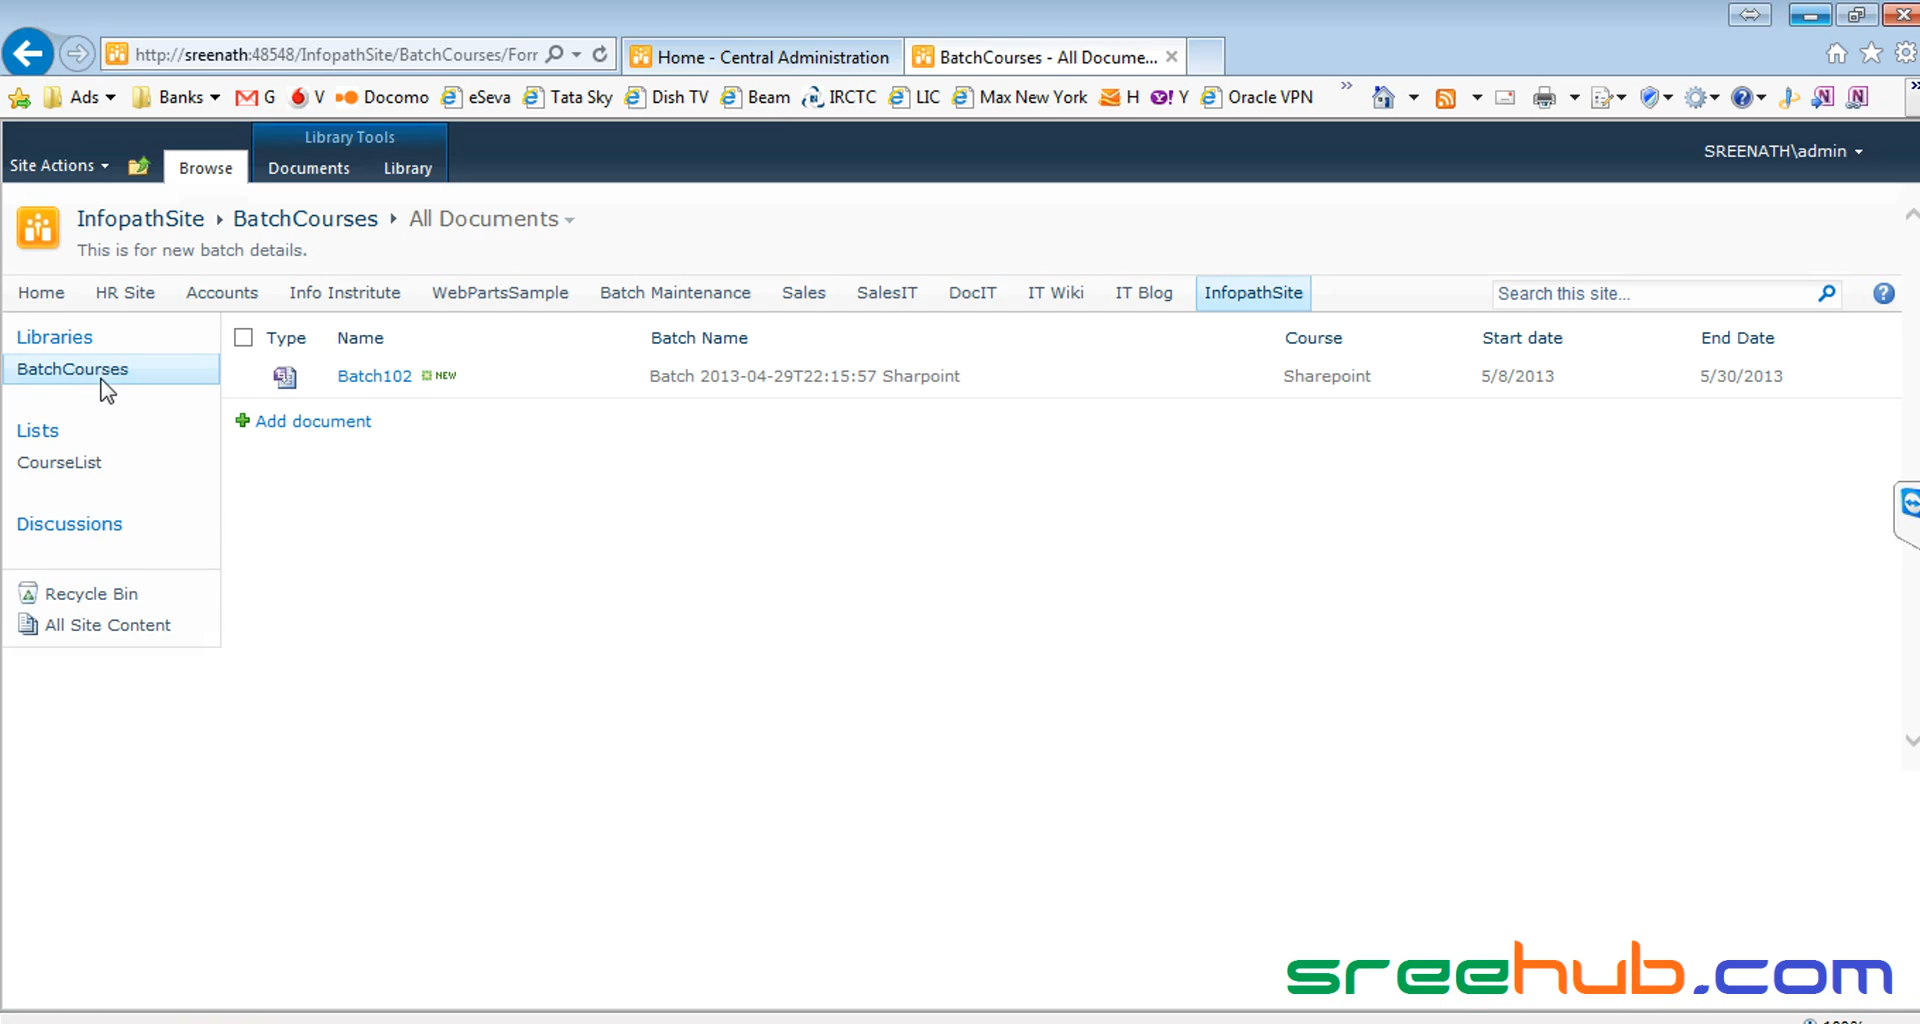 http://sreenath:48548/InfopathSite/BatchCourses/Forr
Home - Central Administration
BatchCourses - All Docume...
Ads Banks G V Docomo eSeva Tata Sky Dish TV Beam IRCTC LIC Max New York H Y Oracle VPN
Library Tools
Site Actions Browse Documents Library
SREENATH\admin
InfopathSite BatchCourses All Documents
This is for new batch details.
Home HR Site Accounts Info Institute WebPartsSample Batch Maintenance Sales SalesIT DocIT IT Wiki IT Blog InfopathSite
Search this site...
Libraries
BatchCourses
Lists
CourseList
Discussions
Recycle Bin
All Site Content
Type Name Batch Name Course Start date End Date
Batch102 NEW Batch 2013-04-29T22:15:57 Sharpoint Sharepoint 5/8/2013 5/30/2013
Add document
sreehub.com